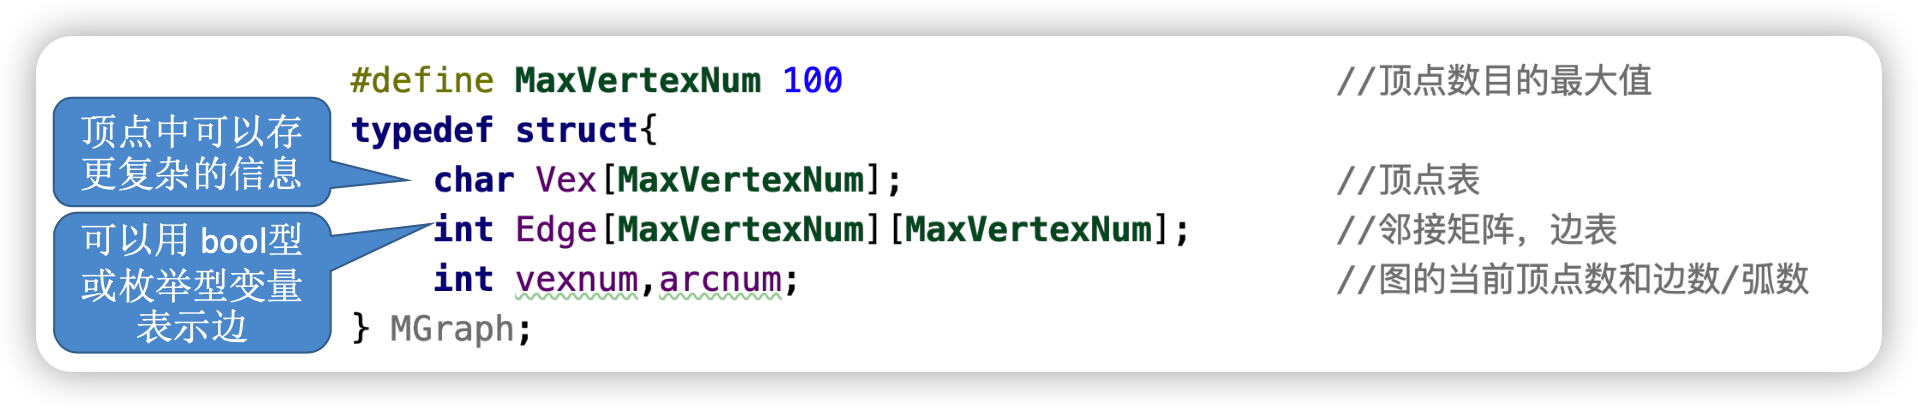 #define MaxVertexNum 100 //顶点数目的最大值
typedef struct{
char Vex[MaxVertexNum]; //顶点表
int Edge[MaxVertexNum][MaxVertexNum]; //邻接矩阵，边表
int vexnum,arcnum; //图的当前顶点数和边数/弧数
} MGraph;
顶点中可以存
更复杂的信息
可以用 bool型
或枚举型变量
表示边